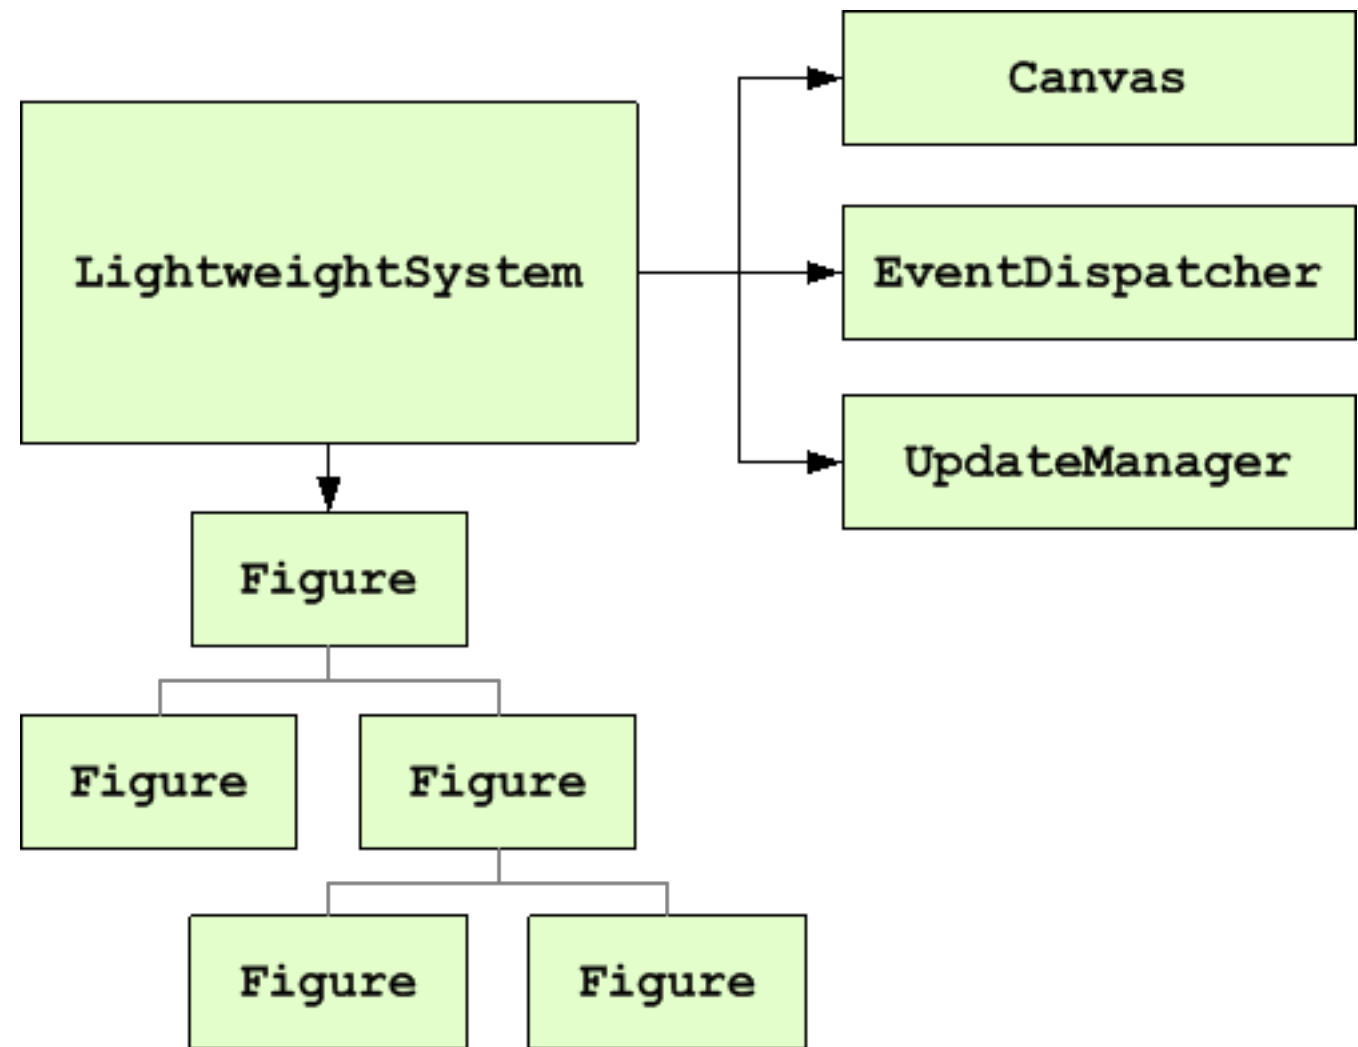 Canvas
LightweightSystem
EventDispatcher
UpdateManager
Figure
Figure
Figure
Figure
Figure